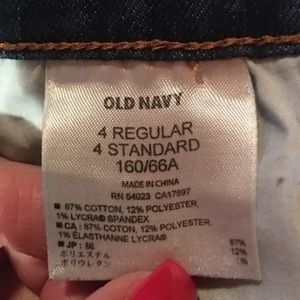 OLD NAVY
4 REGULAR
4 STANDARD
160/66A
MADE IN CHINA
RN 54023 CA17897
■ 87% COTTON, 12% POLYESTER,
1% LYCRA® SPANDEX
■ CA : 87% COTON, 12% POLYESTER,
1% ÉLASTHANNE LYCRA®
■ JP : 綿 87%
ポリエステル 12%
ポリウレタン 1%